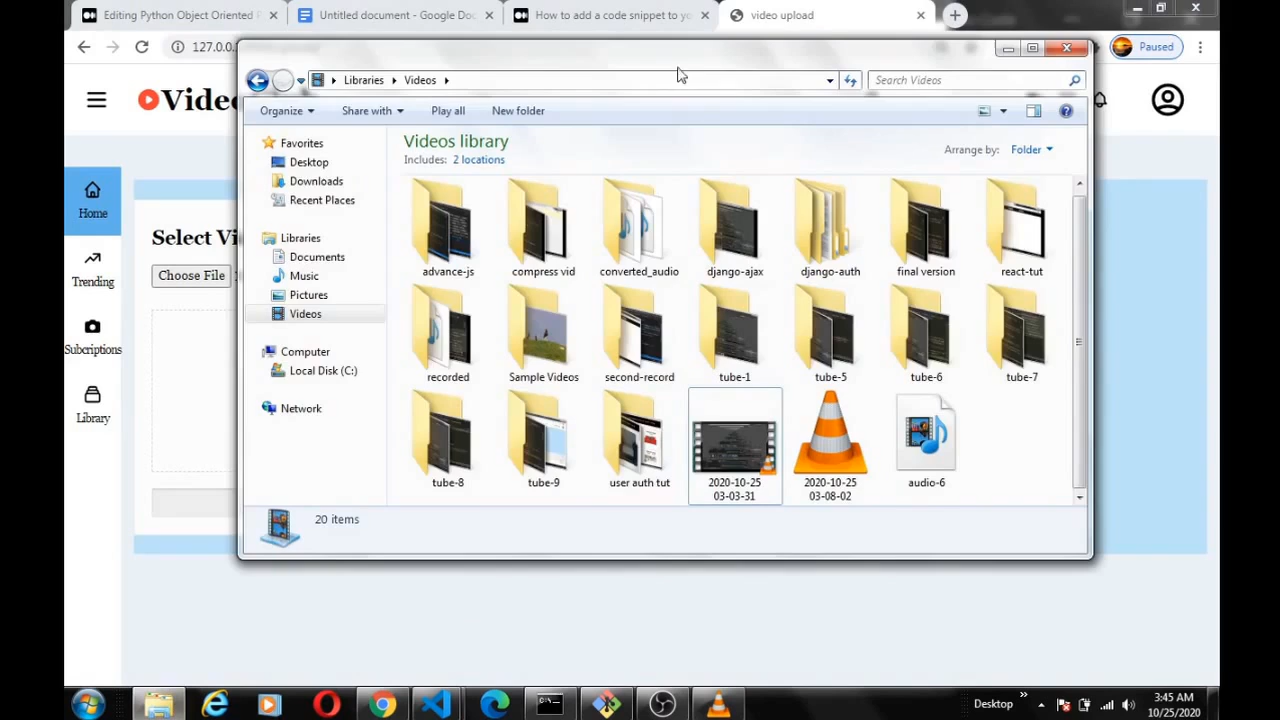 Editing Python Object Oriented P
Untitled document - Google Doc
How to add a code snippet to yo
video upload
127.0.0.
Paused
Libraries
Videos
Search Videos
Video
Organize
Share with
Play all
New folder
Videos library
Includes: 2 locations
Arrange by: Folder
Favorites
Desktop
Downloads
Recent Places
Libraries
Documents
Music
Pictures
Videos
Computer
Local Disk (C:)
Network
Home
Trending
Subcriptions
Library
Select Vi
Choose File
advance-js
compress vid
converted_audio
django-ajax
django-auth
final version
react-tut
recorded
Sample Videos
second-record
tube-1
tube-5
tube-6
tube-7
tube-8
tube-9
user auth tut
2020-10-25
03-03-31
2020-10-25
03-08-02
audio-6
20 items
Desktop
3:45 AM
10/25/2020